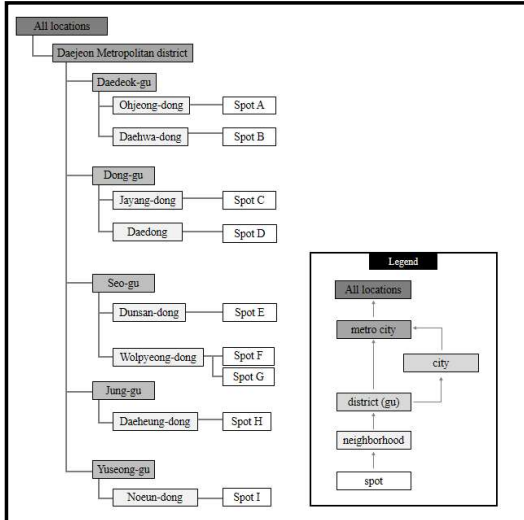 All locations
Daejeon Metropolitan district
Daedeok-gu
Ohjeong-dong Spot A
Daehwa-dong Spot B
Dong-gu
Jayang-dong Spot C
Daedong Spot D
Seo-gu
Dunsan-dong Spot E
Wolpyeong-dong Spot F
Spot G
Jung-gu
Daeheung-dong Spot H
Yuseong-gu
Noeun-dong Spot I
Legend
All locations
metro city
city
district (gu)
neighborhood
spot